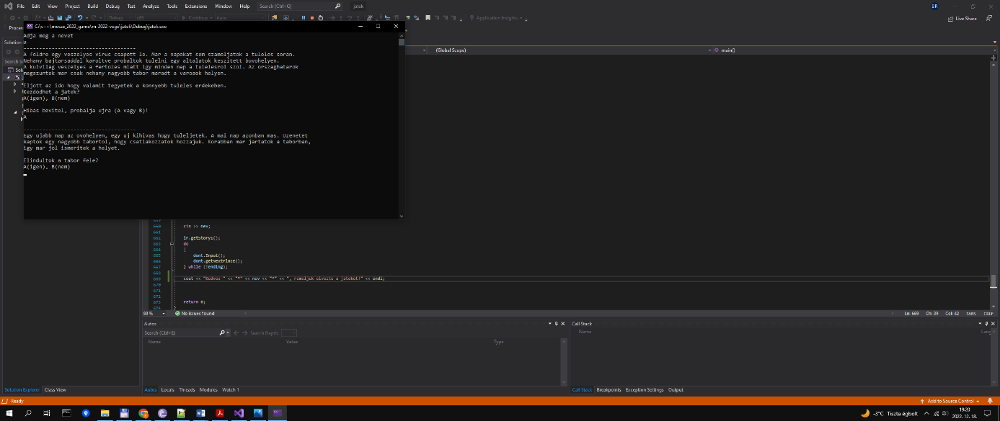 File Edit View Project Build Debug Test Analyze Tools Extensions Window Help Search (Ctrl+Q) jatek BR
Debug x86 Continue Auto Application Insights Live Share
C:\c++\mosze_2022_game\m-2022-vege\jatek\Debug\jatek.exe
Adja meg a nevet
a
------------------------------------
A foldre egy veszelyes virus csapott le. Mar a napokat sem szamoljatok a tuleles soran.
Nehany bajtarsaddal karoltve probaltok tulelni egy altalatok keszitett buvohelyen.
A kulvilag veszelyes a fertozes miatt igy minden nap a tulelesrol szol. Az orszaghatarok
megszuntek mar csak nehany nagyobb tabor maradt a varosok helyen.
Eljott az ido hogy valamit tegyetek a konnyebb tuleles erdekeben.
Kezdodhet a jatek?
A(igen), B(nem)
Hibas bevitel, probalja ujra (A vagy B)!
A
------------------------------------
Egy ujabb nap az ovohelyen, egy uj kihivas hogy tuleljetek. A mai nap azonban mas. Uzenetet
kaptok egy nagyobb tabortol, hogy csatlakozzatok hozzajuk. Korabban mar jartatok a taborban,
igy mar jol ismeritek a helyet.
Elindultok a tabor fele?
A(igen), B(nem)
Proces
Solution
Search S
(Global Scope) main()
660 cin >> nev;
661
662 ir.getstory1();
663 do
664 {
665 dont.Input();
666 dont.getNextPlace();
667 } while (!ending);
668
669 cout << "Kedves " << "*" << nev << "*" << ", remeljuk elvezte a jatekot!" << endl;
670
671
672
673 return 0;
674 }
88 % No issues found Ln: 669 Ch: 39 Col: 42 TABS CRLF
Autos
Search (Ctrl+E) Search Depth:
Name Value Type
Call Stack
Name Lang
Solution Explorer Class View
Autos Locals Threads Modules Watch 1
Call Stack Breakpoints Exception Settings Output
Ready Add to Source Control
-3°C Tiszta égbolt 19:20
2022. 12. 18.